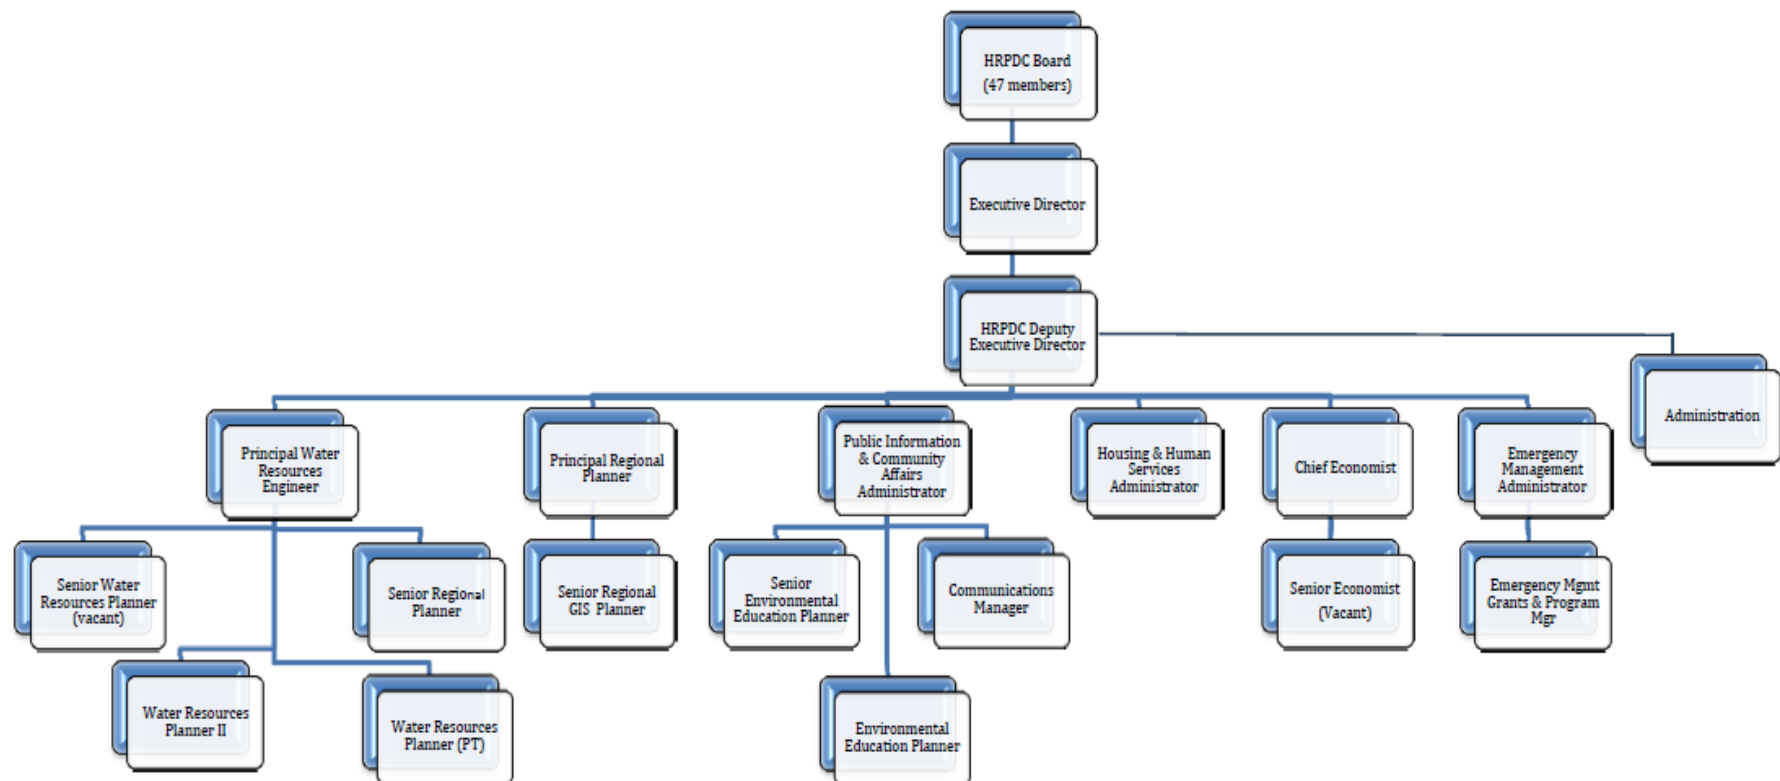 HRPDC Board
(47 members)
Executive Director
HRPDC Deputy
Executive Director
Administration
Principal Water
Resources
Engineer
Principal Regional
Planner
Public Information
& Community
Affairs
Administrator
Housing & Human
Services
Administrator
Chief Economist
Emergency
Management
Administrator
Senior Water
Resources Planner
(vacant)
Senior Regional
Planner
Senior Regional
GIS Planner
Senior
Environmental
Education Planner
Communications
Manager
Senior Economist
(Vacant)
Emergency Mgmt
Grants & Program
Mgr
Water Resources
Planner II
Water Resources
Planner (PT)
Environmental
Education Planner